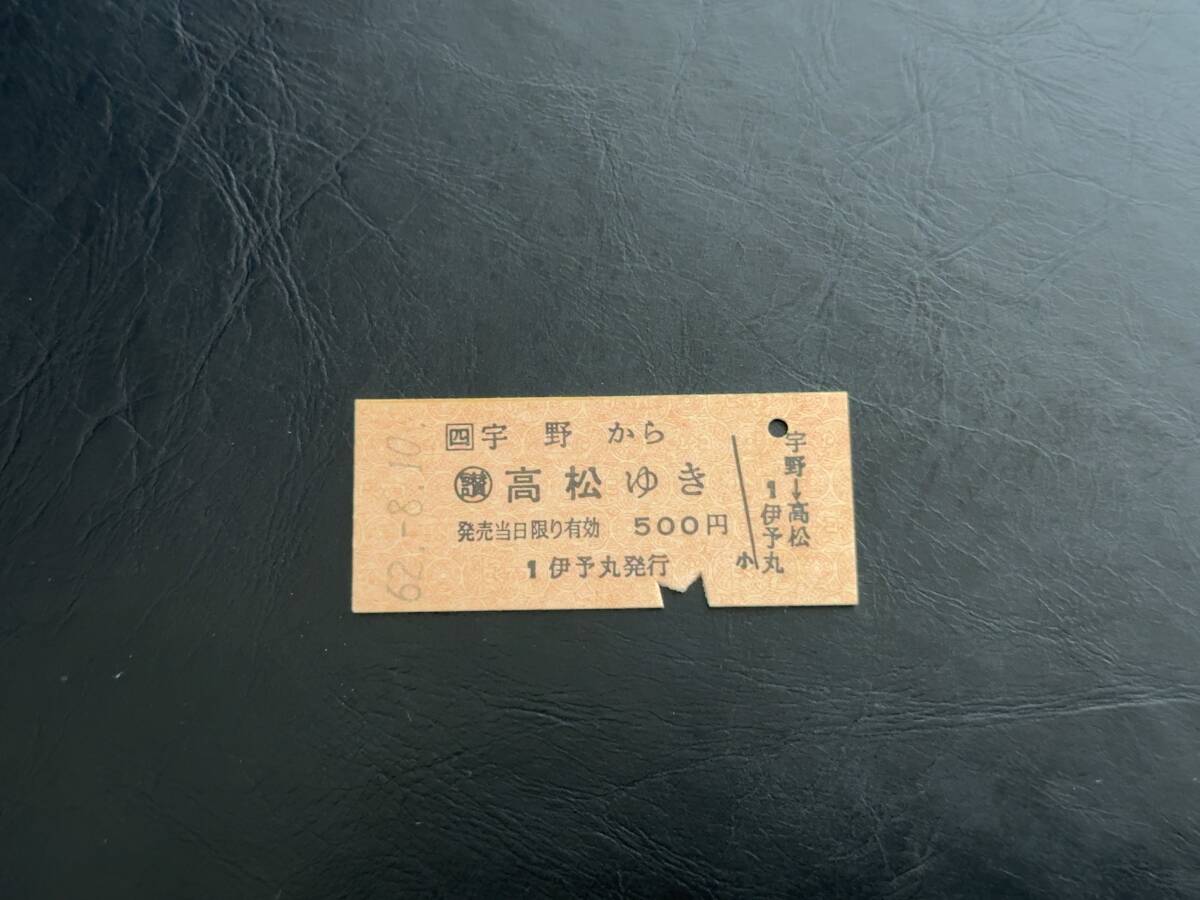 62.-8.10.
四宇野から
讃高松ゆき
発売当日限り有効 500円
1伊予丸発行
小
宇野→高松
1伊予丸